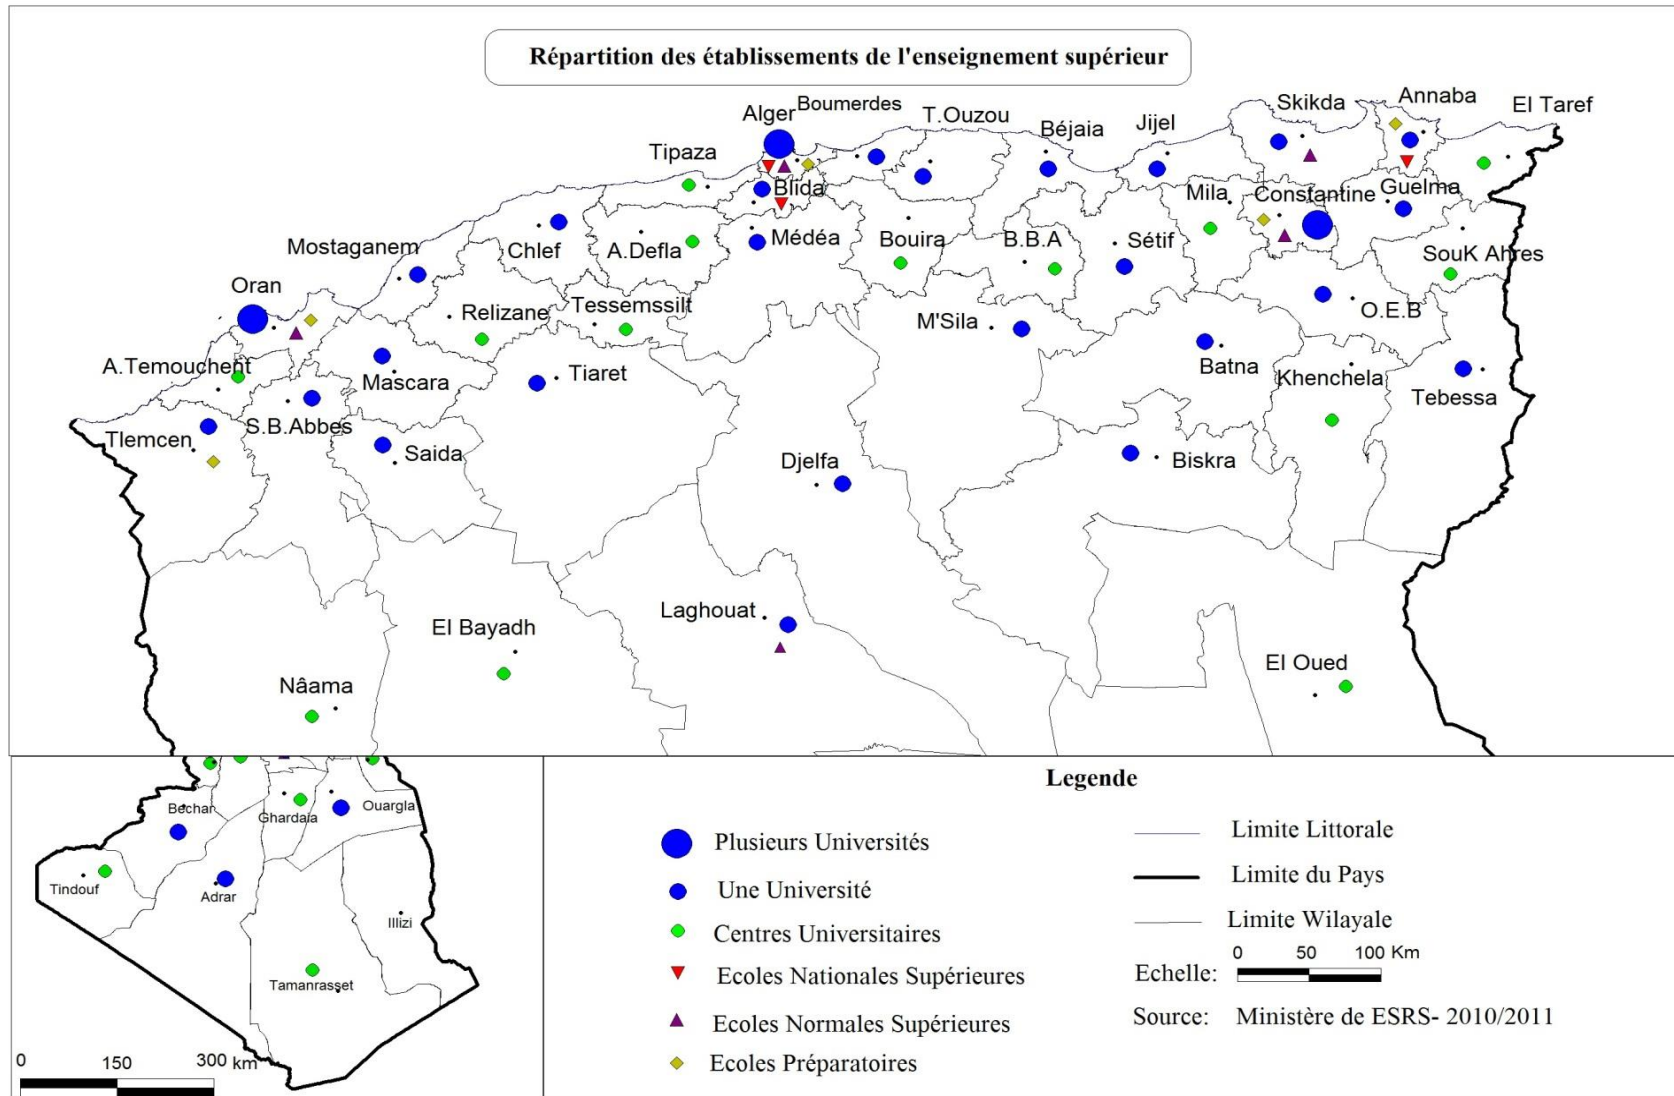 Répartition des établissements de l'enseignement supérieur
Alger
Boumerdes
T.Ouzou
Béjaia
Jijel
Skikda
Annaba
El Taref
Tipaza
Blida
Mila
Constantine
Guelma
Mostaganem
Chlef
A.Defla
Médéa
Bouira
B.B.A
Sétif
SouK Ahres
Oran
Relizane
Tessemssilt
M'Sila
O.E.B
A.Temouchent
Mascara
Tiaret
Batna
Khenchela
Tebessa
Tlemcen
S.B.Abbes
Saida
Djelfa
Biskra
Laghouat
El Bayadh
El Oued
Nâama
Bechar
Ghardaia
Ouargla
Tindouf
Adrar
Illizi
Tamanrasset
0 150 300 km
Legende
Plusieurs Universités
Une Université
Centres Universitaires
Ecoles Nationales Supérieures
Ecoles Normales Supérieures
Ecoles Préparatoires
Limite Littorale
Limite du Pays
Limite Wilayale
0 50 100 Km
Echelle:
Source: Ministère de ESRS- 2010/2011